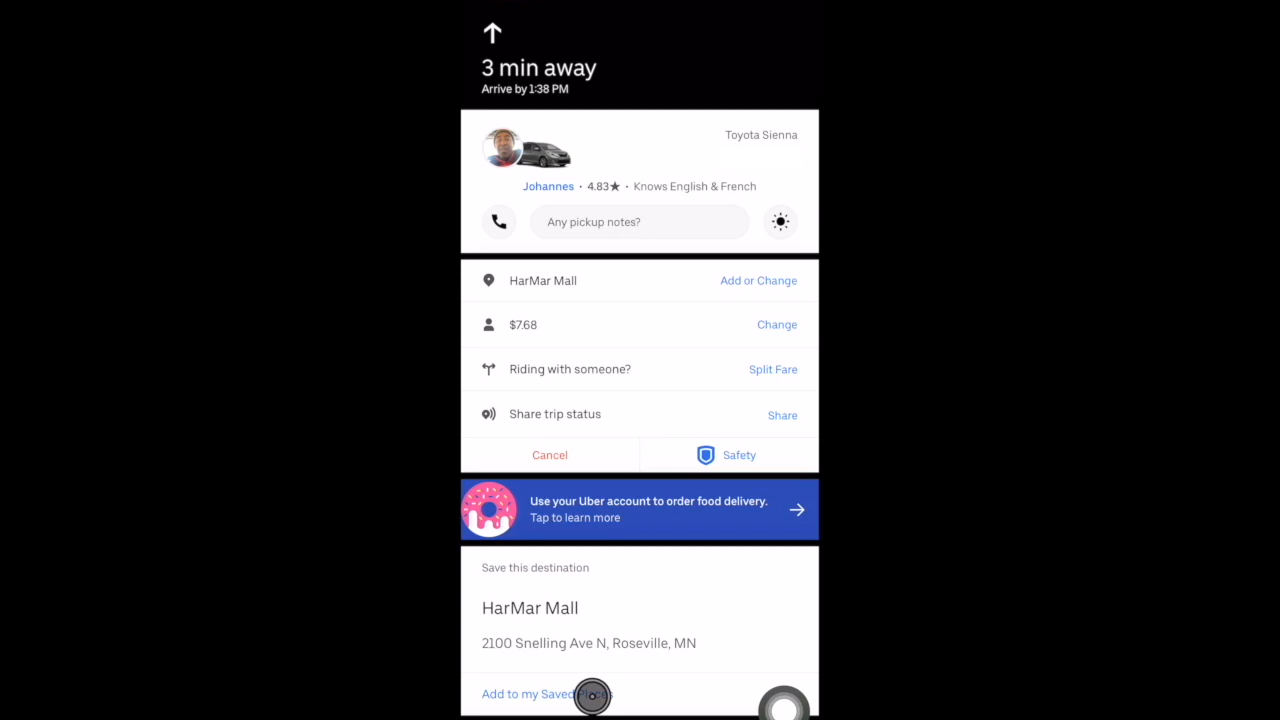 3 min away
Arrive by 1:38 PM
Toyota Sienna
Johannes • 4.83★ • Knows English & French
Any pickup notes?
HarMar Mall Add or Change
$7.68 Change
Riding with someone? Split Fare
Share trip status Share
Cancel Safety
Use your Uber account to order food delivery.
Tap to learn more
Save this destination
HarMar Mall
2100 Snelling Ave N, Roseville, MN
Add to my Saved Places